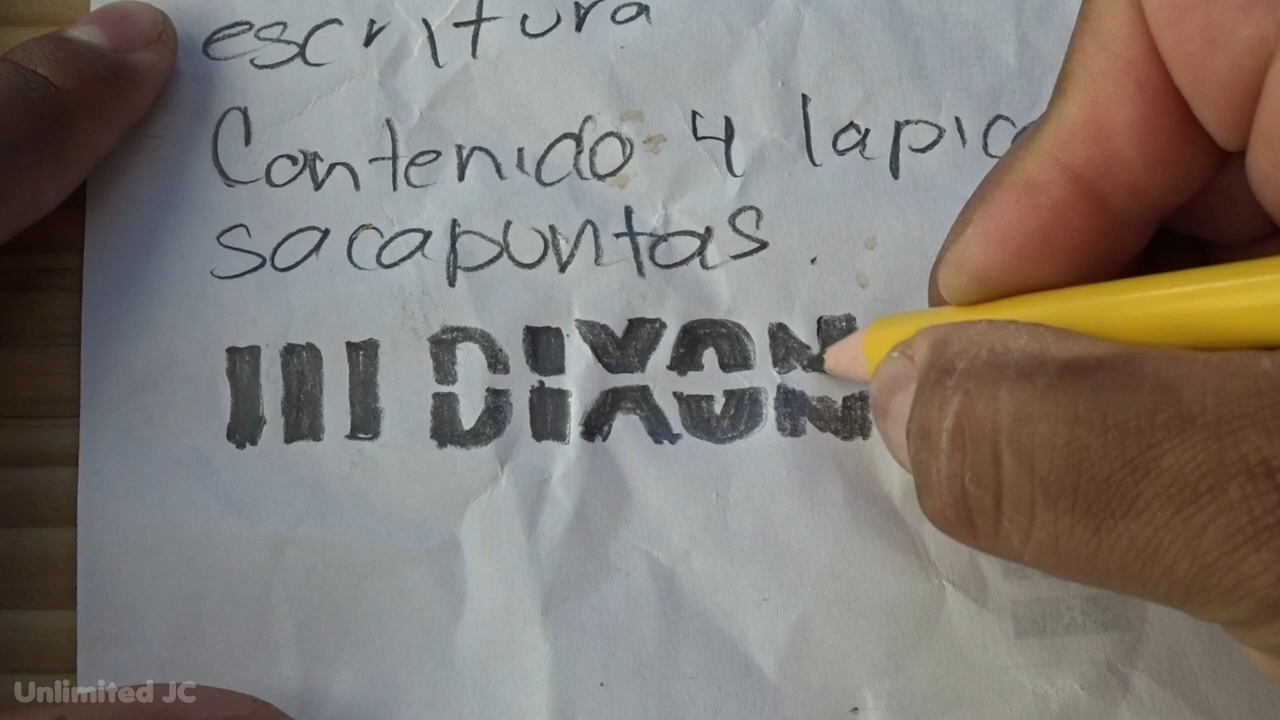 escritura
Contenido 4 lapic
sacapuntas.
III DIXON
Unlimited JC